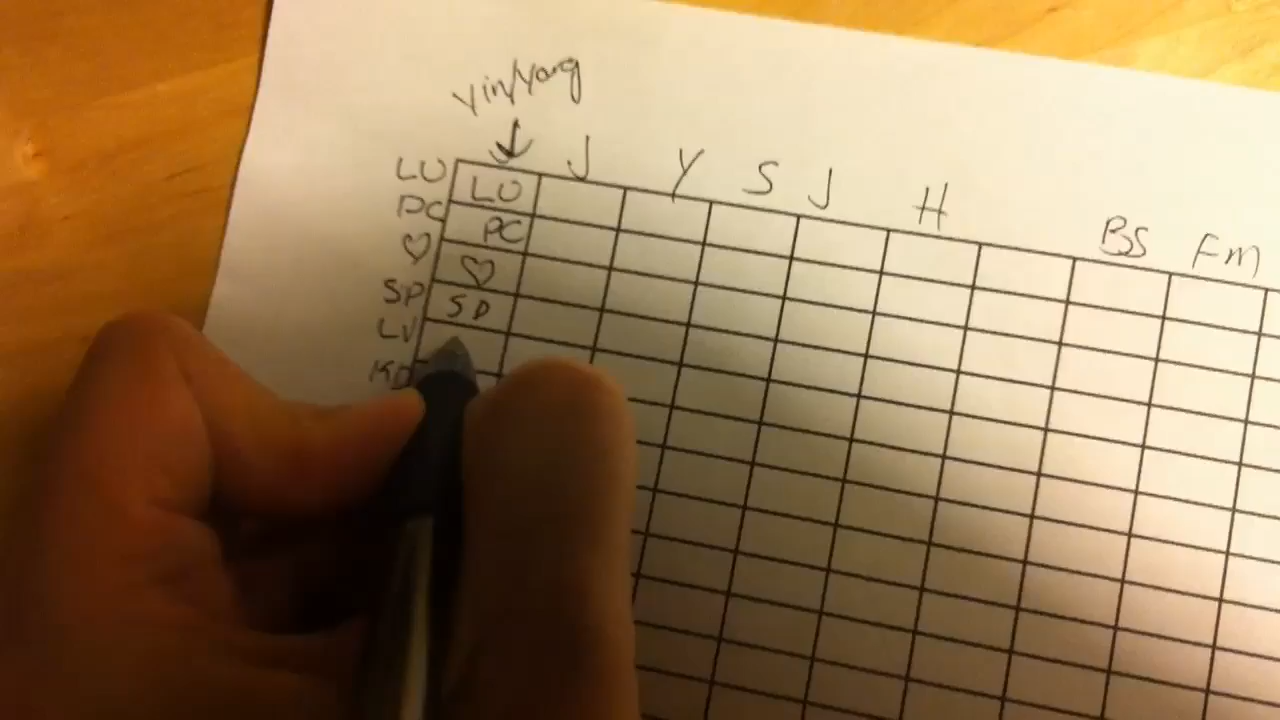 Yin/Yang
J Y S J H BS Fm
LU LU
PC PC
♡ ♡
SP SP
LV
KD